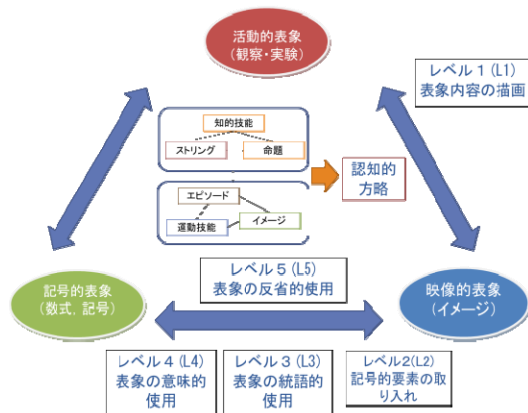 活動的表象
(観察・実験)
レベル１(L1)
表象内容の描画
知的技能
ストリング
命題
認知的
方略
エピソード
イメージ
運動技能
レベル５(L5)
表象の反省的使用
記号的表象
(数式, 記号)
映像的表象
(イメージ)
レベル４(L4)
表象の意味的
使用
レベル３(L3)
表象の統語的
使用
レベル2(L2)
記号的要素の取
り入れ